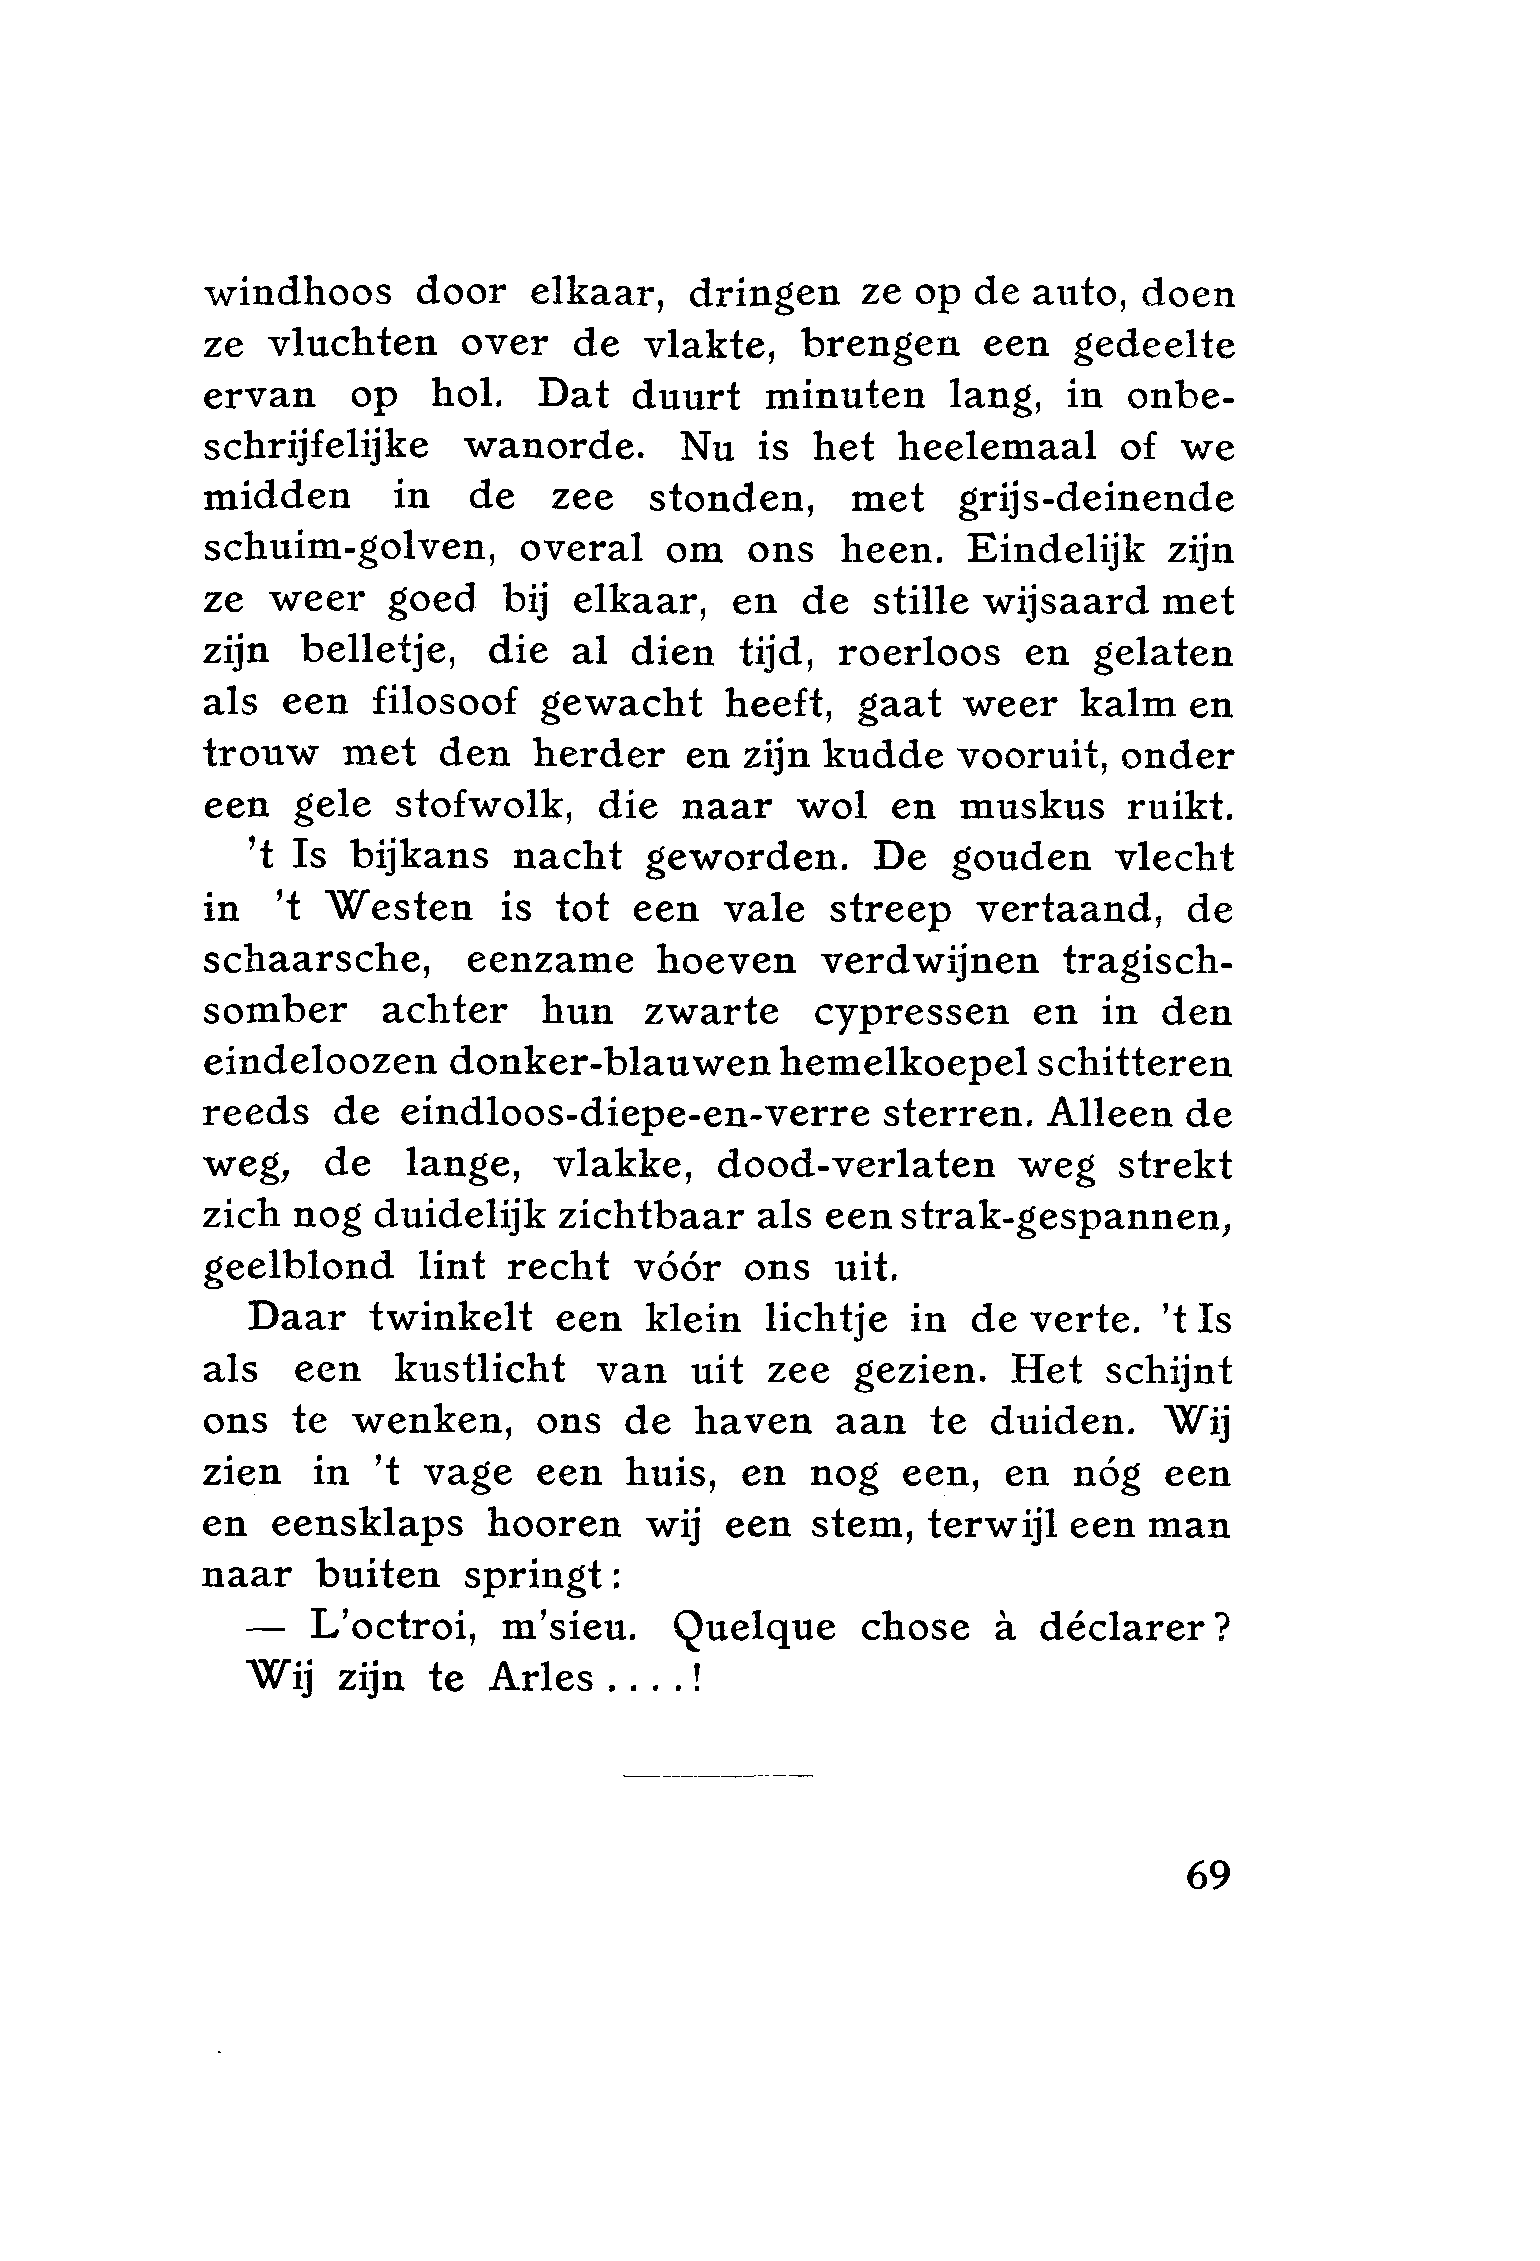 windhoos door elkaar, dringen ze op de auto, doen
ze vluchten over de vlakte, brengen een gedeelte
ervan op hol. Dat duurt minuten lang, in onbe-
schrijfelijke wanorde. Nu is het heelemaal of we
midden in de zee stonden, met grijs-deinende
schuim-golven, overal om ons heen. Eindelijk zijn
ze weer goed bij elkaar, en de stille wijsaard met
zijn belletje, die al dien tijd, roerloos en gelaten
als een filosoof gewacht heeft, gaat weer kalm en
trouw met den herder en zijn kudde vooruit, onder
een gele stofwolk, die naar wol en muskus ruikt.
't Is bijkans nacht geworden. De gouden vlecht
in 't Westen is tot een vale streep vertaand, de
schaarsche, eenzame hoeven verdwijnen tragisch-
somber achter hun zwarte cypressen en in den
eindeloozen donker-blauwen hemelkoepel schitteren
reeds de eindloos-diepe-en-verre sterren. Alleen de
weg, de lange, vlakke, dood-verlaten weg strekt
zich nog duidelijk zichtbaar als een strak-gespannen,
geelblond lint recht vóór ons uit.
Daar twinkelt een klein lichtje in de verte. 't Is
als een kustlicht van uit zee gezien. Het schijnt
ons te wenken, ons de haven aan te duiden. Wij
zien in 't vage een huis, en nog een, en nóg een
en eensklaps hooren wij een stem, terwijl een man
naar buiten springt:
— L'octroi, m'sieu. Quelque chose à déclarer?
Wij zijn te Arles....!
69